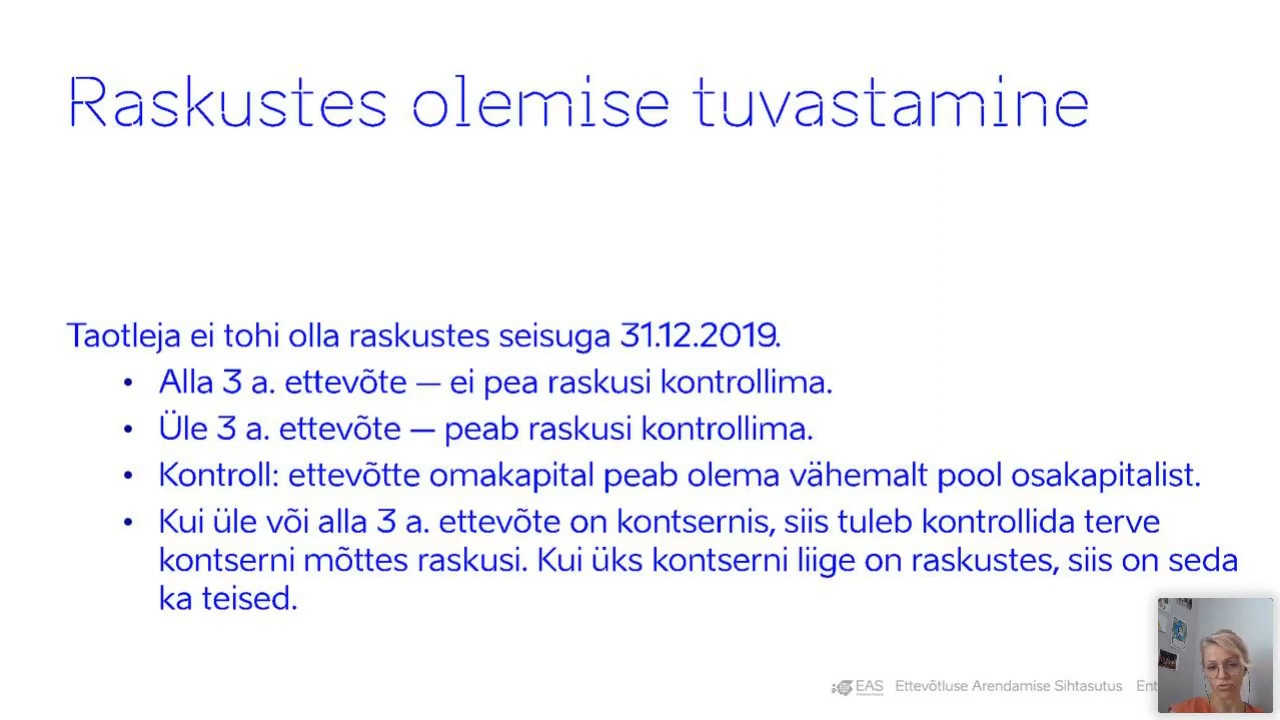 Raskustes olemise tuvastamine
Taotleja ei tohi olla raskustes seisuga 31.12.2019.
• Alla 3 a. ettevõte – ei pea raskusi kontrollima.
• Üle 3 a. ettevõte – peab raskusi kontrollima.
• Kontroll: ettevõtte omakapital peab olema vähemalt pool osakapitalist.
• Kui üle või alla 3 a. ettevõte on kontsernis, siis tuleb kontrollida terve
kontserni mõttes raskusi. Kui üks kontserni liige on raskustes, siis on seda
ka teised.
EAS Ettevõtluse Arendamise Sihtasutus Ent